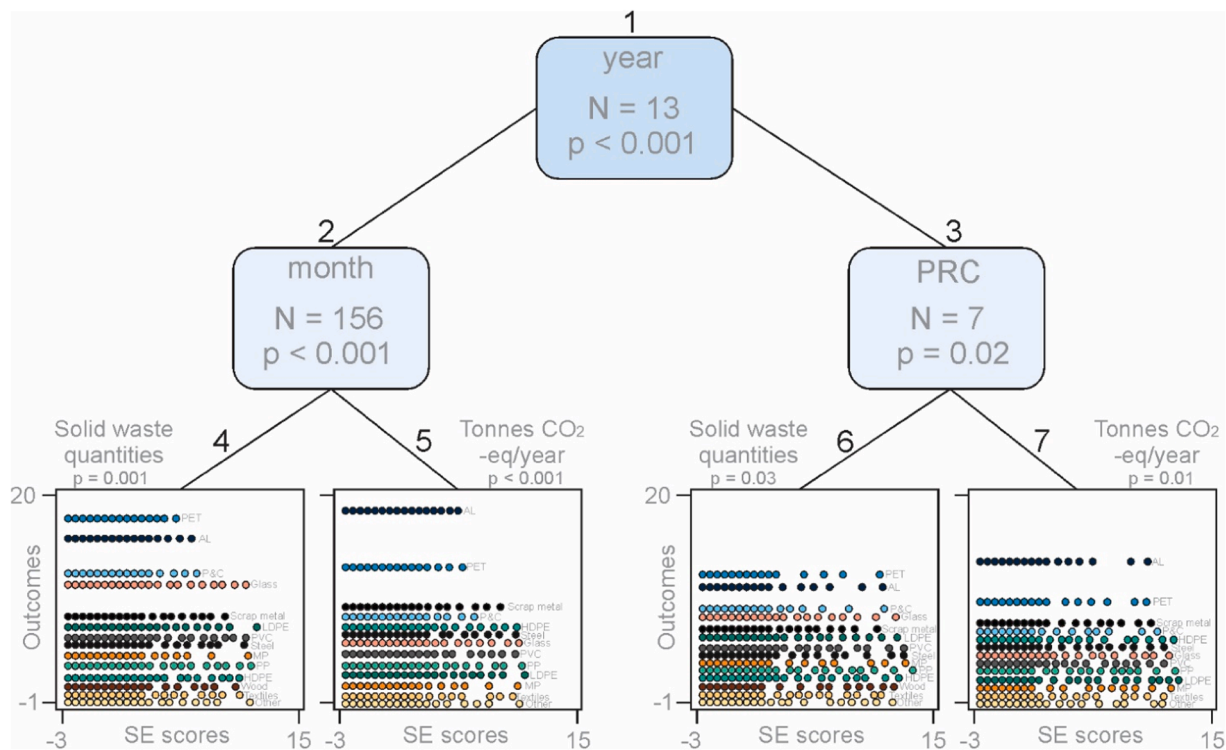 1
year
N = 13
p < 0.001
2
month
N = 156
p < 0.001
3
PRC
N = 7
p = 0.02
Solid waste
quantities
p = 0.001
4
5
Tonnes CO₂
-eq/year
p < 0.001
Solid waste
quantities
p = 0.03
6
7
Tonnes CO₂
-eq/year
p = 0.01
20
-1
Outcomes
PET
AL
P&C
Glass
Scrap metal
LDPE
PVC
Steel
MP
PP
HDPE
Wood
Textiles
Other
-3
SE scores
15
AL
PET
Scrap metal
P&C
HDPE
Steel
Glass
PVC
PP
LDPE
MP
Textiles
Other
-3
SE scores
15
20
-1
Outcomes
PET
AL
P&C
Glass
Scrap metal
LDPE
PVC
Steel
MP
PP
HDPE
Wood
Textiles
Other
-3
SE scores
15
AL
PET
Scrap metal
P&C
HDPE
Steel
Glass
PVC
PP
LDPE
MP
Textiles
Other
-3
SE scores
15